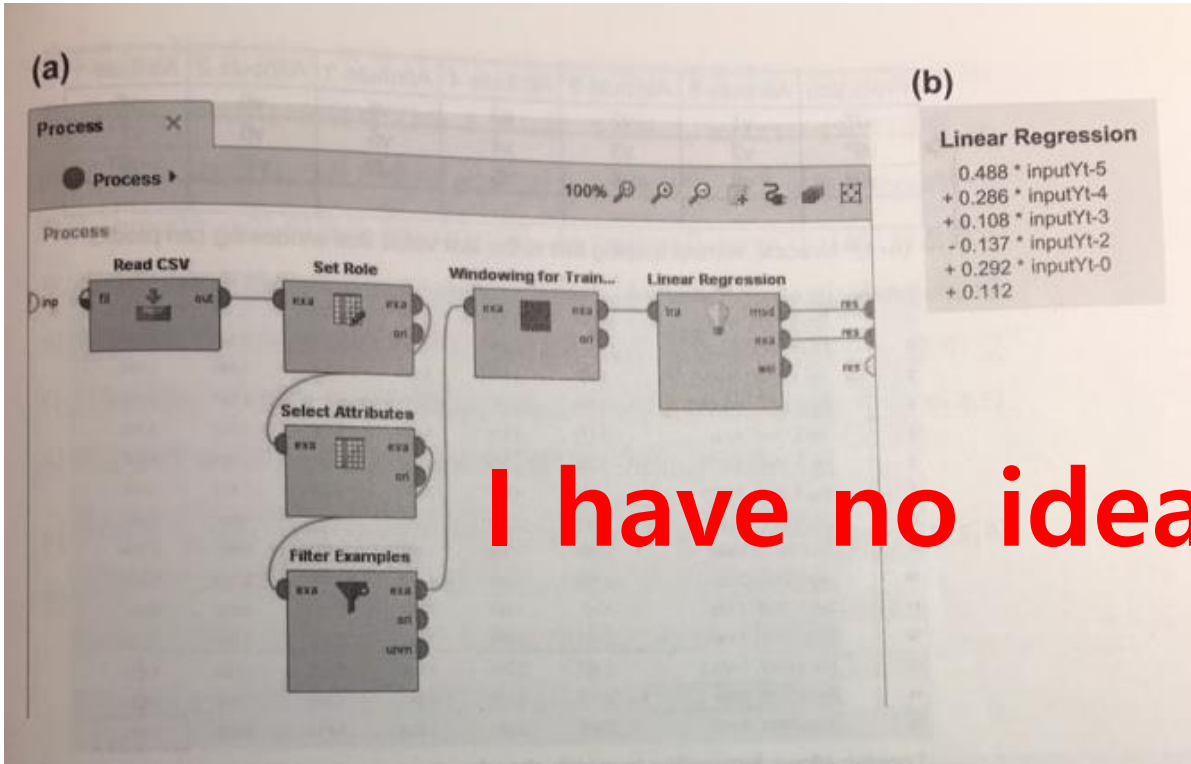 (a)
(b)
Process
Process
100%
Process
Linear Regression
0.488 * inputYt-5
+ 0.286 * inputYt-4
+ 0.108 * inputYt-3
- 0.137 * inputYt-2
+ 0.292 * inputYt-0
+ 0.112
Read CSV
inp
fil
out
Set Role
exa
exa
ori
Windowing for Train...
exa
exa
ori
Linear Regression
tra
mod
exa
wei
res
res
res
Select Attributes
exa
exa
ori
Filter Examples
exa
exa
ori
unm
I have no idea